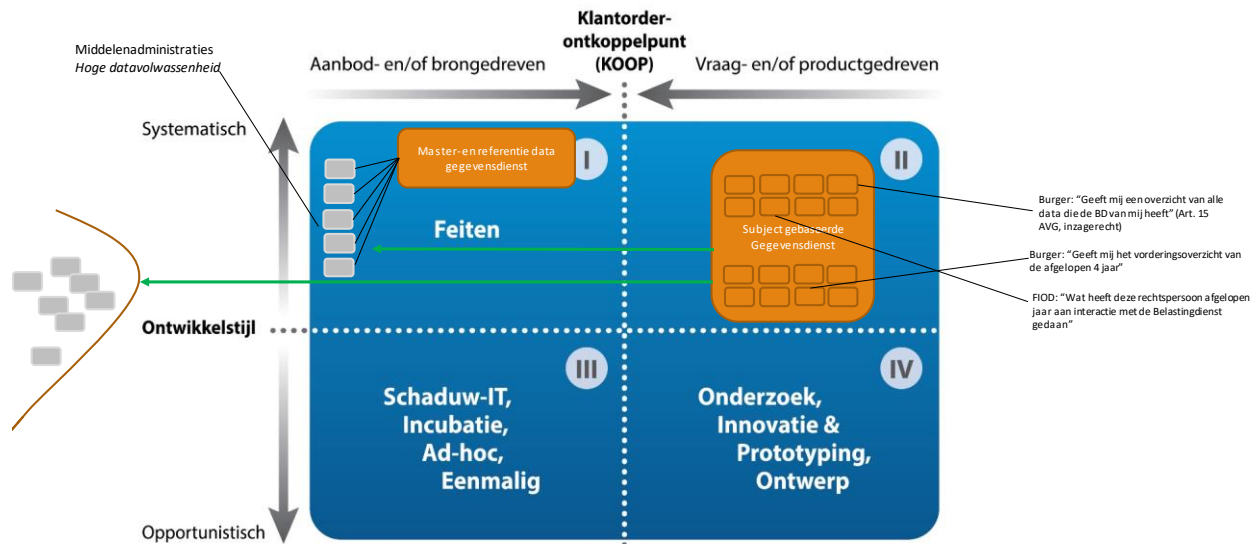 Klantorder-
ontkoppelpunt
(KOOP)
Middelenadministraties
Hoge datavolwassenheid
Aanbod- en/of brongedreven
Vraag- en/of productgedreven
Systematisch
Master- en referentie data
gegevensdienst
I
II
Feiten
Subject gebaseerde
Gegevensdienst
Burger: “Geeft mij een overzicht van alle
data die de BD van mij heeft” (Art. 15
AVG, inzagerecht)
Burger: “Geeft mij het vorderingsoverzicht van
de afgelopen 4 jaar”
FIOD: “Wat heeft deze rechtspersoon afgelopen
jaar aan interactie met de Belastingdienst
gedaan”
Ontwikkelstijl
III
IV
Schaduw-IT,
Incubatie,
Ad-hoc,
Eenmalig
Onderzoek,
Innovatie &
Prototyping,
Ontwerp
Opportunistisch